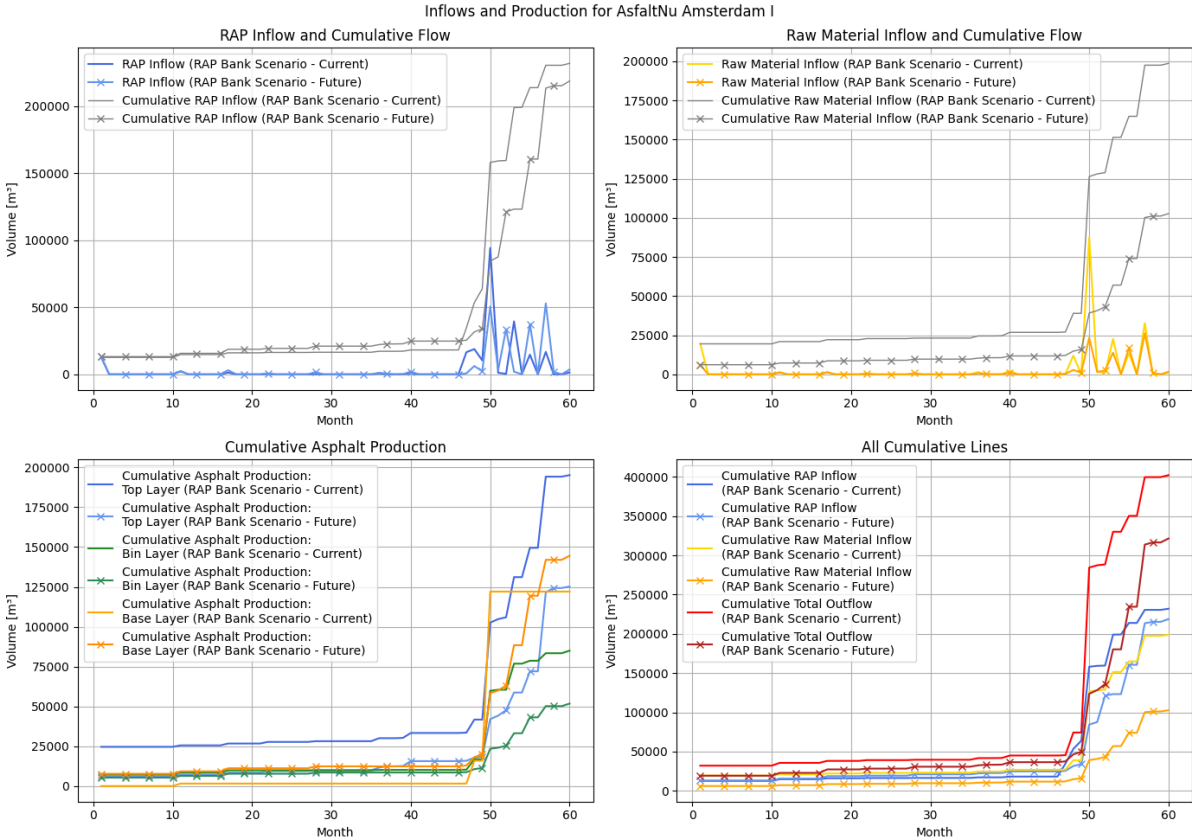 Inflows and Production for AsfaltNu Amsterdam I
RAP Inflow and Cumulative Flow
RAP Inflow (RAP Bank Scenario - Current)
RAP Inflow (RAP Bank Scenario - Future)
Cumulative RAP Inflow (RAP Bank Scenario - Current)
Cumulative RAP Inflow (RAP Bank Scenario - Future)
Volume [m³]
200000
150000
100000
50000
0
0 10 20 30 40 50 60
Month
Raw Material Inflow and Cumulative Flow
Raw Material Inflow (RAP Bank Scenario - Current)
Raw Material Inflow (RAP Bank Scenario - Future)
Cumulative Raw Material Inflow (RAP Bank Scenario - Current)
Cumulative Raw Material Inflow (RAP Bank Scenario - Future)
Volume [m³]
200000
175000
150000
125000
100000
75000
50000
25000
0
0 10 20 30 40 50 60
Month
Cumulative Asphalt Production
Cumulative Asphalt Production:
Top Layer (RAP Bank Scenario - Current)
Cumulative Asphalt Production:
Top Layer (RAP Bank Scenario - Future)
Cumulative Asphalt Production:
Bin Layer (RAP Bank Scenario - Current)
Cumulative Asphalt Production:
Bin Layer (RAP Bank Scenario - Future)
Cumulative Asphalt Production:
Base Layer (RAP Bank Scenario - Current)
Cumulative Asphalt Production:
Base Layer (RAP Bank Scenario - Future)
Volume [m³]
200000
175000
150000
125000
100000
75000
50000
25000
0
0 10 20 30 40 50 60
Month
All Cumulative Lines
Cumulative RAP Inflow
(RAP Bank Scenario - Current)
Cumulative RAP Inflow
(RAP Bank Scenario - Future)
Cumulative Raw Material Inflow
(RAP Bank Scenario - Current)
Cumulative Raw Material Inflow
(RAP Bank Scenario - Future)
Cumulative Total Outflow
(RAP Bank Scenario - Current)
Cumulative Total Outflow
(RAP Bank Scenario - Future)
Volume [m³]
400000
350000
300000
250000
200000
150000
100000
50000
0
0 10 20 30 40 50 60
Month